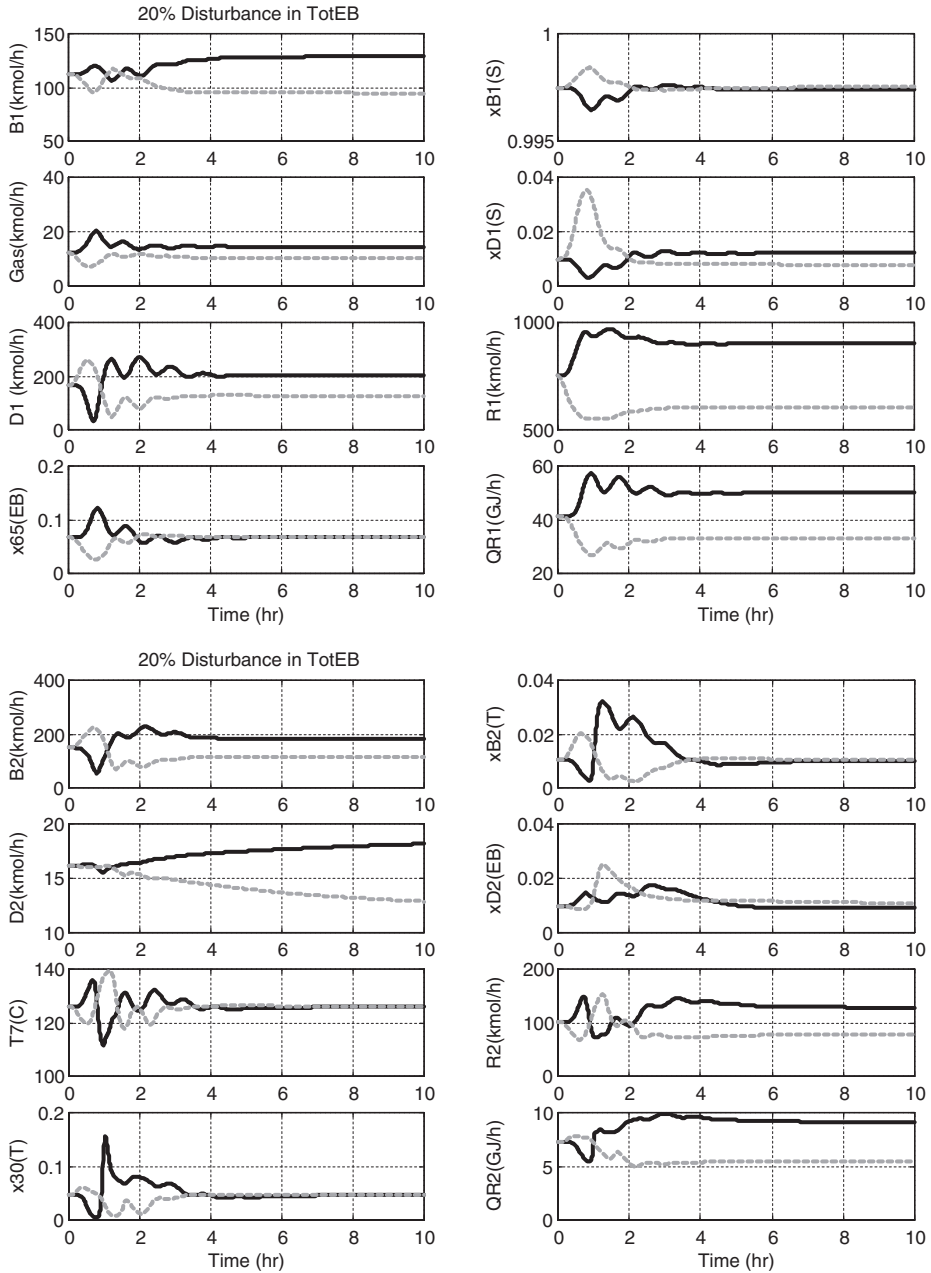 20% Disturbance in TotEB
B1(kmol/h)
150
100
50
0 2 4 6 8 10
xB1(S)
1
0.995
0 2 4 6 8 10
Gas(kmol/h)
40
20
0
0 2 4 6 8 10
xD1(S)
0.04
0.02
0
0 2 4 6 8 10
D1 (kmol/h)
400
200
0
0 2 4 6 8 10
R1(kmol/h)
1000
500
0 2 4 6 8 10
x65(EB)
0.2
0.1
0
0 2 4 6 8 10
Time (hr)
QR1(GJ/h)
60
40
20
0 2 4 6 8 10
Time (hr)
20% Disturbance in TotEB
B2(kmol/h)
400
200
0
0 2 4 6 8 10
xB2(T)
0.04
0.02
0
0 2 4 6 8 10
D2(kmol/h)
20
15
10
0 2 4 6 8 10
xD2(EB)
0.04
0.02
0
0 2 4 6 8 10
T7(C)
140
120
100
0 2 4 6 8 10
R2(kmol/h)
200
100
0
0 2 4 6 8 10
x30(T)
0.2
0.1
0
0 2 4 6 8 10
Time (hr)
QR2(GJ/h)
10
5
0
0 2 4 6 8 10
Time (hr)